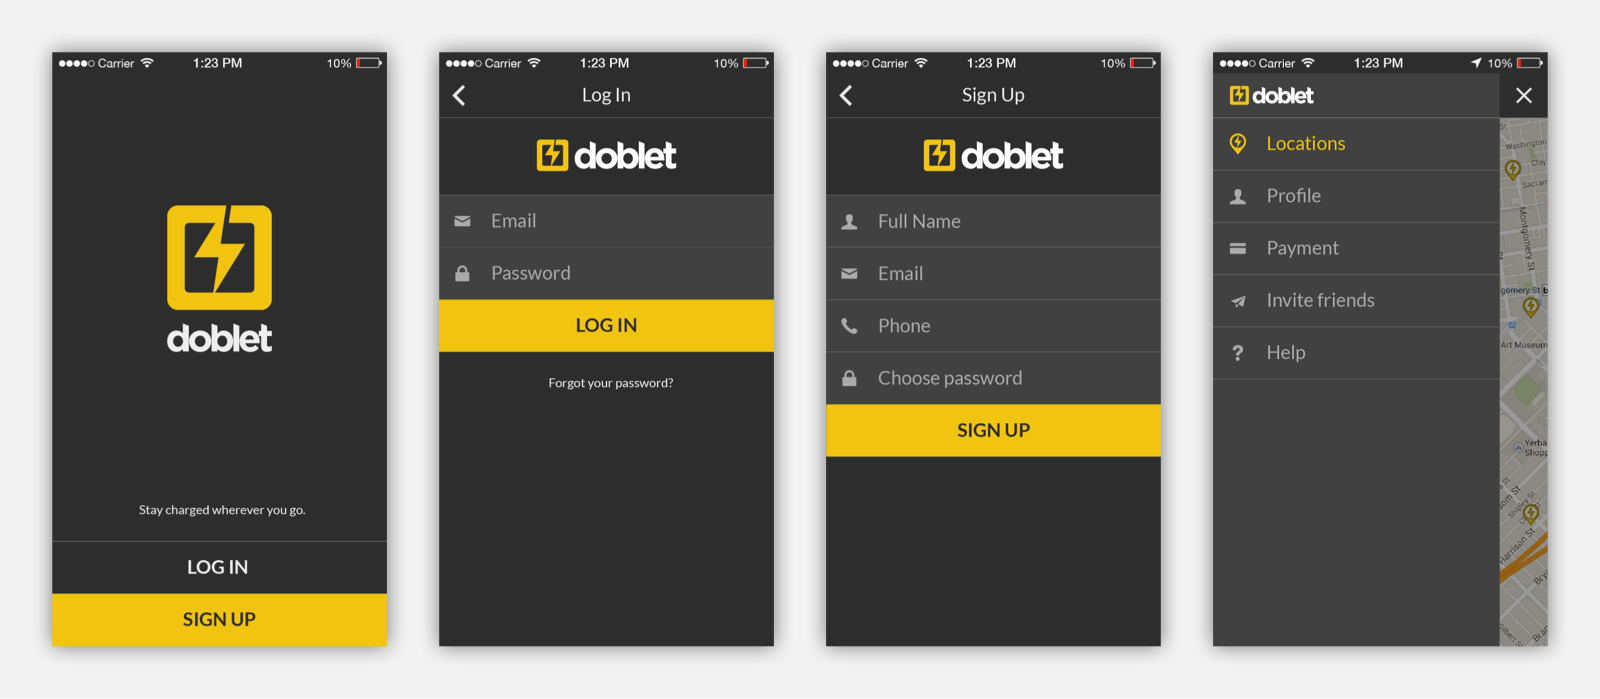 Carrier 1:23 PM 10%
doblet
Stay charged wherever you go.
LOG IN
SIGN UP
Carrier 1:23 PM 10%
Log In
doblet
Email
Password
LOG IN
Forgot your password?
Carrier 1:23 PM 10%
Sign Up
doblet
Full Name
Email
Phone
Choose password
SIGN UP
Carrier 1:23 PM 10%
doblet
Locations
Profile
Payment
Invite friends
Help
Washington
Clay
Sacram
Montgomery St
gomery St b
Art Museum
Yerba
Shopp
Harrison St
Bry
Bran